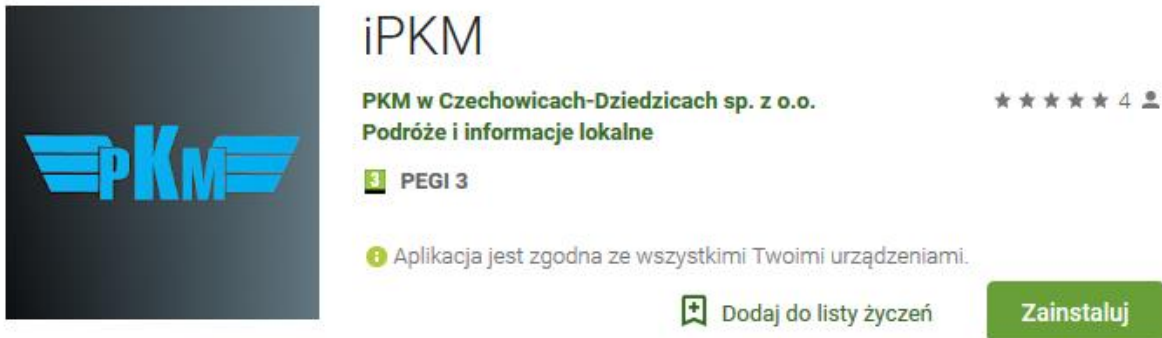 PKM
iPKM
PKM w Czechowicach-Dziedzicach sp. z o.o.
4
Podróże i informacje lokalne
3 PEGI 3
Aplikacja jest zgodna ze wszystkimi Twoimi urządzeniami.
Dodaj do listy życzeń
Zainstaluj